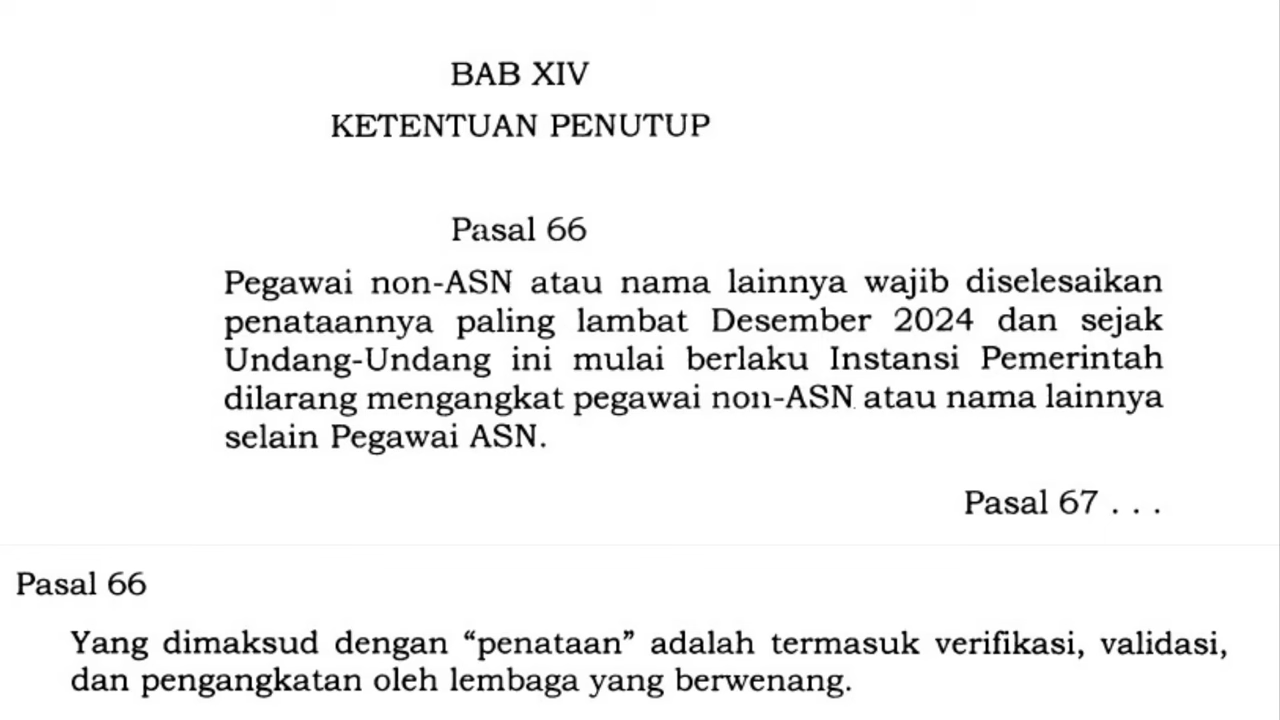 BAB XIV
KETENTUAN PENUTUP
Pasal 66
Pegawai non-ASN atau nama lainnya wajib diselesaikan
penataannya paling lambat Desember 2024 dan sejak
Undang-Undang ini mulai berlaku Instansi Pemerintah
dilarang mengangkat pegawai non-ASN atau nama lainnya
selain Pegawai ASN.
Pasal 67 . . .
Pasal 66
Yang dimaksud dengan “penataan” adalah termasuk verifikasi, validasi,
dan pengangkatan oleh lembaga yang berwenang.